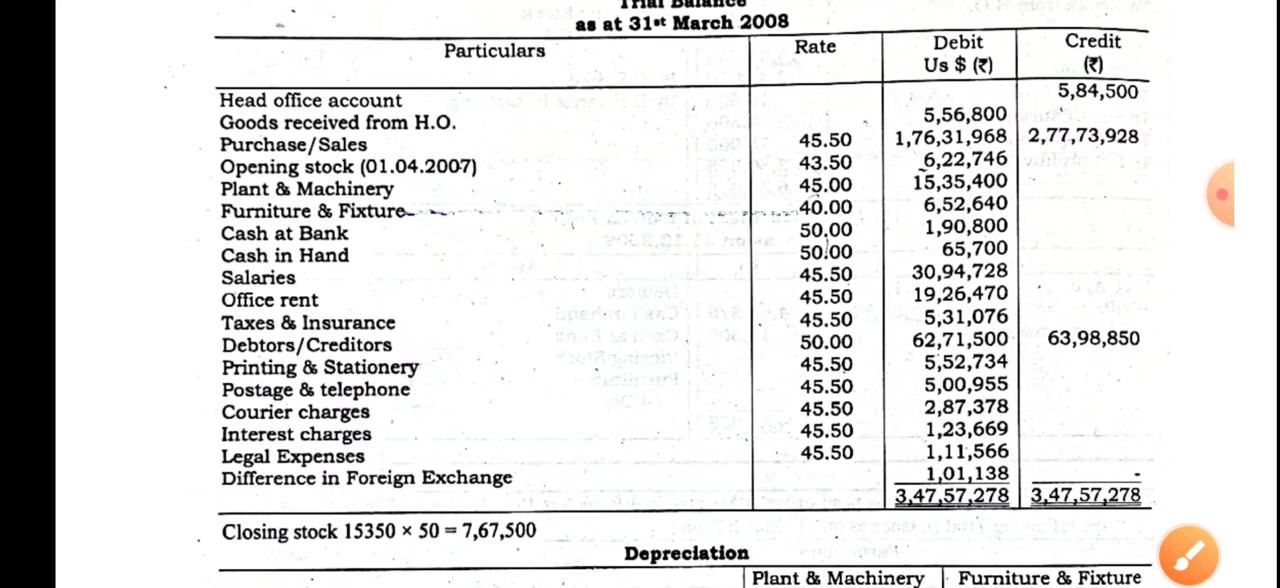 Trial Balance
as at 31st March 2008
Particulars Rate Debit Us $ (₹) Credit (₹)
Head office account 5,84,500
Goods received from H.O. 5,56,800
Purchase/Sales 45.50 1,76,31,968 2,77,73,928
Opening stock (01.04.2007) 43.50 6,22,746
Plant & Machinery 45.00 15,35,400
Furniture & Fixture 40.00 6,52,640
Cash at Bank 50.00 1,90,800
Cash in Hand 50.00 65,700
Salaries 45.50 30,94,728
Office rent 45.50 19,26,470
Taxes & Insurance 45.50 5,31,076
Debtors/Creditors 50.00 62,71,500 63,98,850
Printing & Stationery 45.50 5,52,734
Postage & telephone 45.50 5,00,955
Courier charges 45.50 2,87,378
Interest charges 45.50 1,23,669
Legal Expenses 45.50 1,11,566
Difference in Foreign Exchange 1,01,138 -
3,47,57,278 3,47,57,278
Closing stock 15350 × 50 = 7,67,500
Depreciation
Plant & Machinery Furniture & Fixture